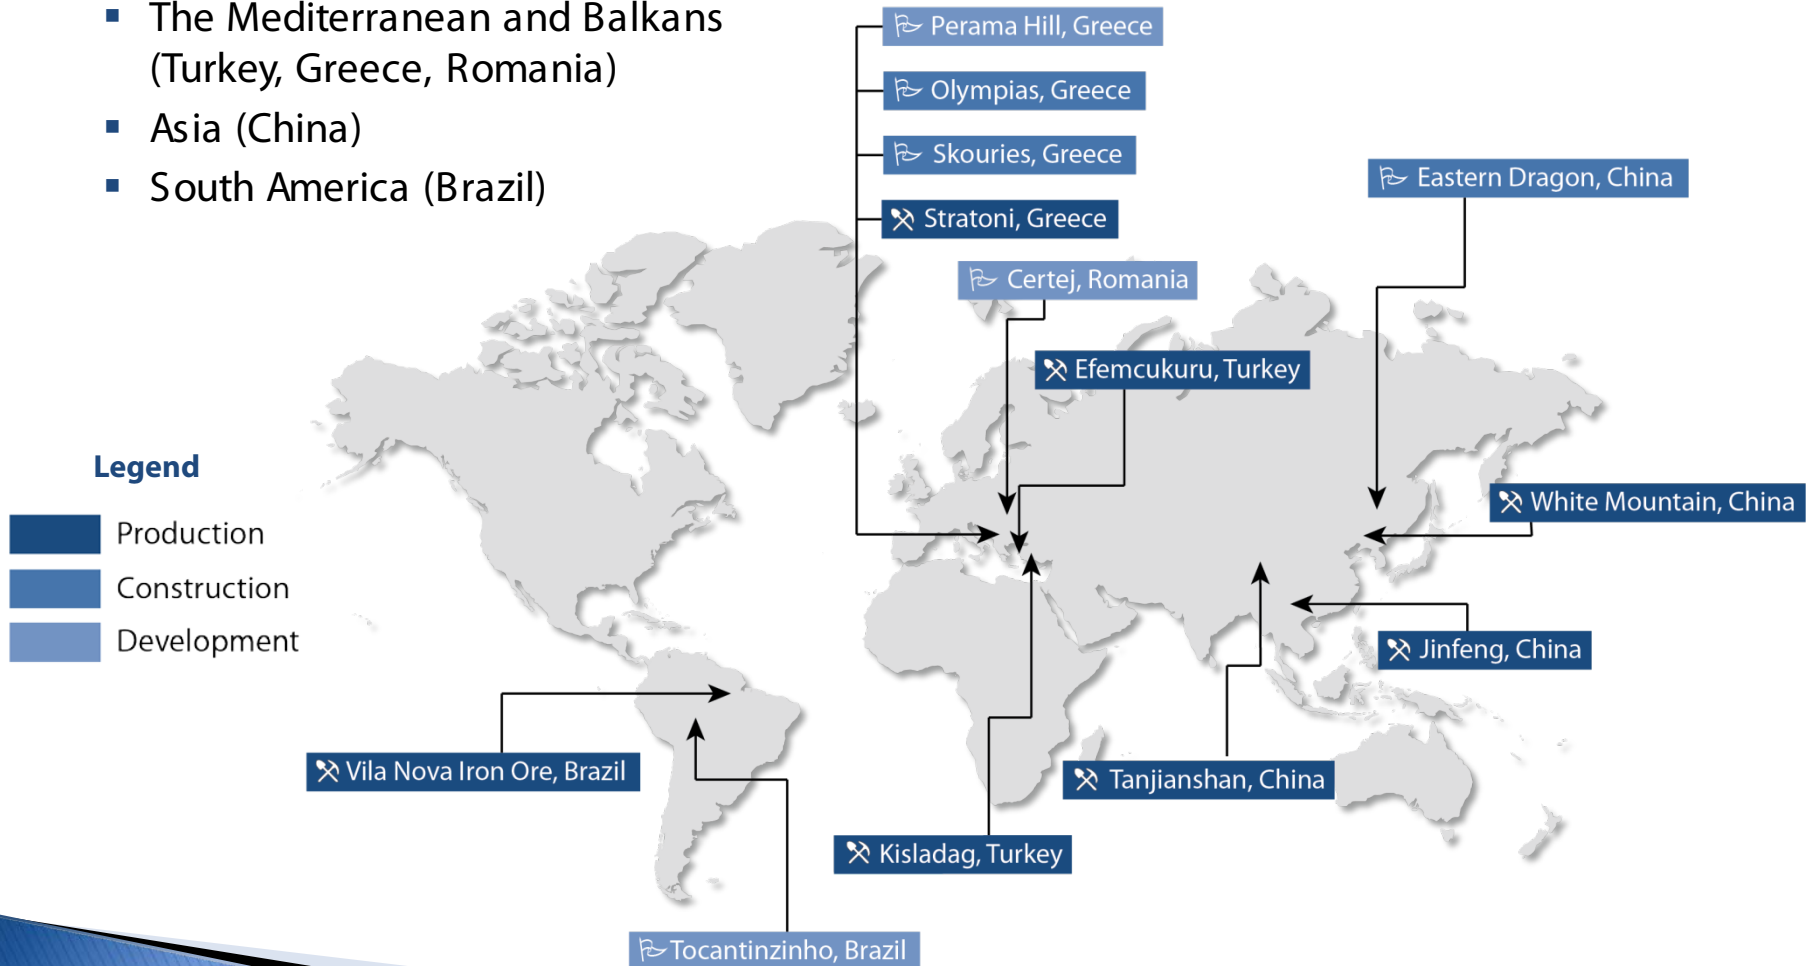 ▪ The Mediterranean and Balkans
(Turkey, Greece, Romania)
▪ Asia (China)
▪ South America (Brazil)
Perama Hill, Greece
Olympias, Greece
Skouries, Greece
Stratoni, Greece
Eastern Dragon, China
Certej, Romania
Efemcukuru, Turkey
Legend
Production
Construction
Development
White Mountain, China
Jinfeng, China
Vila Nova Iron Ore, Brazil
Tanjianshan, China
Kisladag, Turkey
Tocantinzinho, Brazil